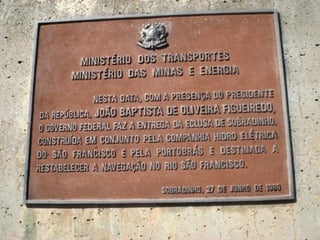 MINISTÉRIO DOS TRANSPORTES
MINISTÉRIO DAS MINAS E ENERGIA
NESTA DATA, COM A PRESENÇA DO PRESIDENTE
DA REPÚBLICA, JOÃO BAPTISTA DE OLIVEIRA FIGUEIREDO,
O GOVERNO FEDERAL FAZ A ENTREGA DA ECLUSA DE SOBRADINHO,
CONSTRUÍDA EM CONJUNTO PELA COMPANHIA HIDRO ELÉTRICA
DO SÃO FRANCISCO E PELA PORTOBRÁS E DESTINADA A
RESTABELECER A NAVEGAÇÃO NO RIO SÃO FRANCISCO.
SOBRADINHO, 27 DE JUNHO DE 1980